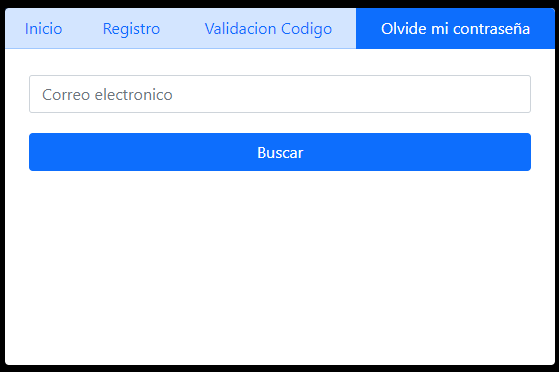 Inicio Registro Validacion Codigo Olvide mi contraseña
Correo electronico
Buscar